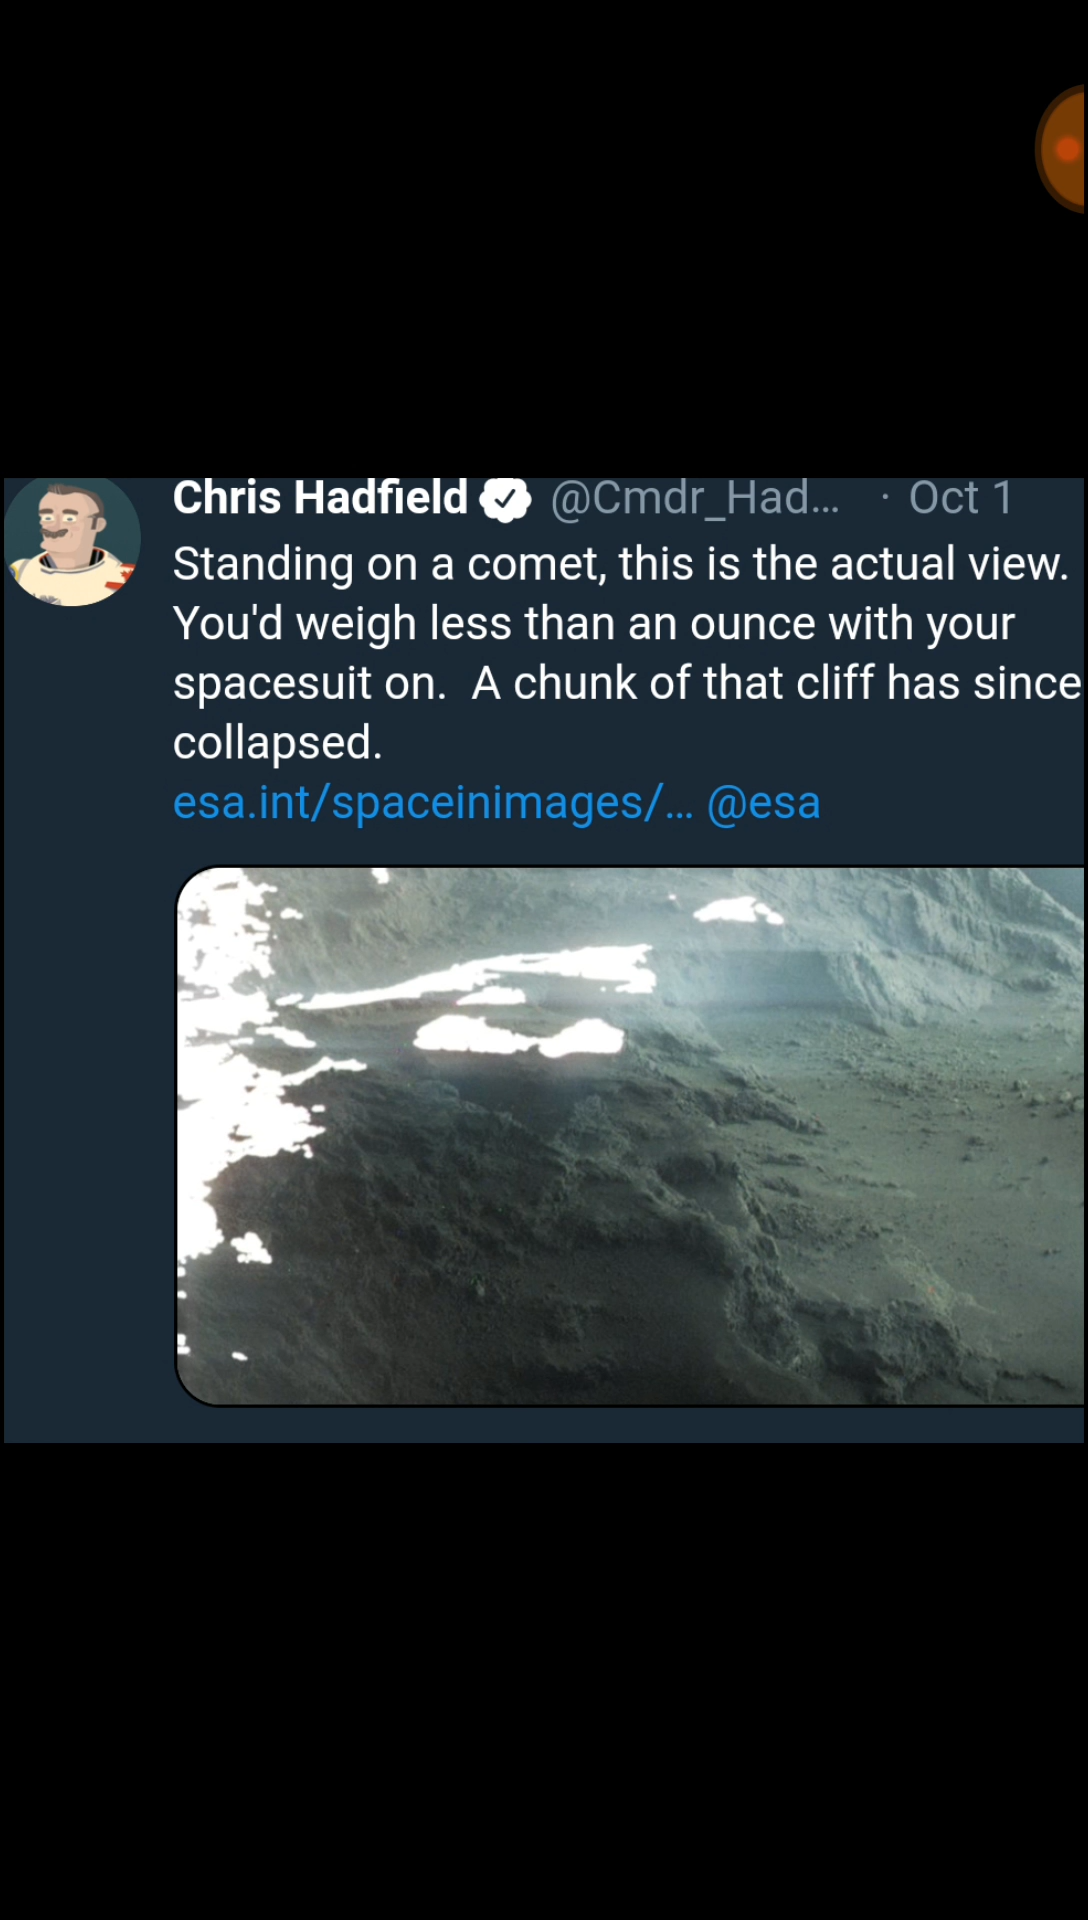 Chris Hadfield @Cmdr_Had... · Oct 1
Standing on a comet, this is the actual view.
You'd weigh less than an ounce with your
spacesuit on.  A chunk of that cliff has since
collapsed.
esa.int/spaceinimages/... @esa